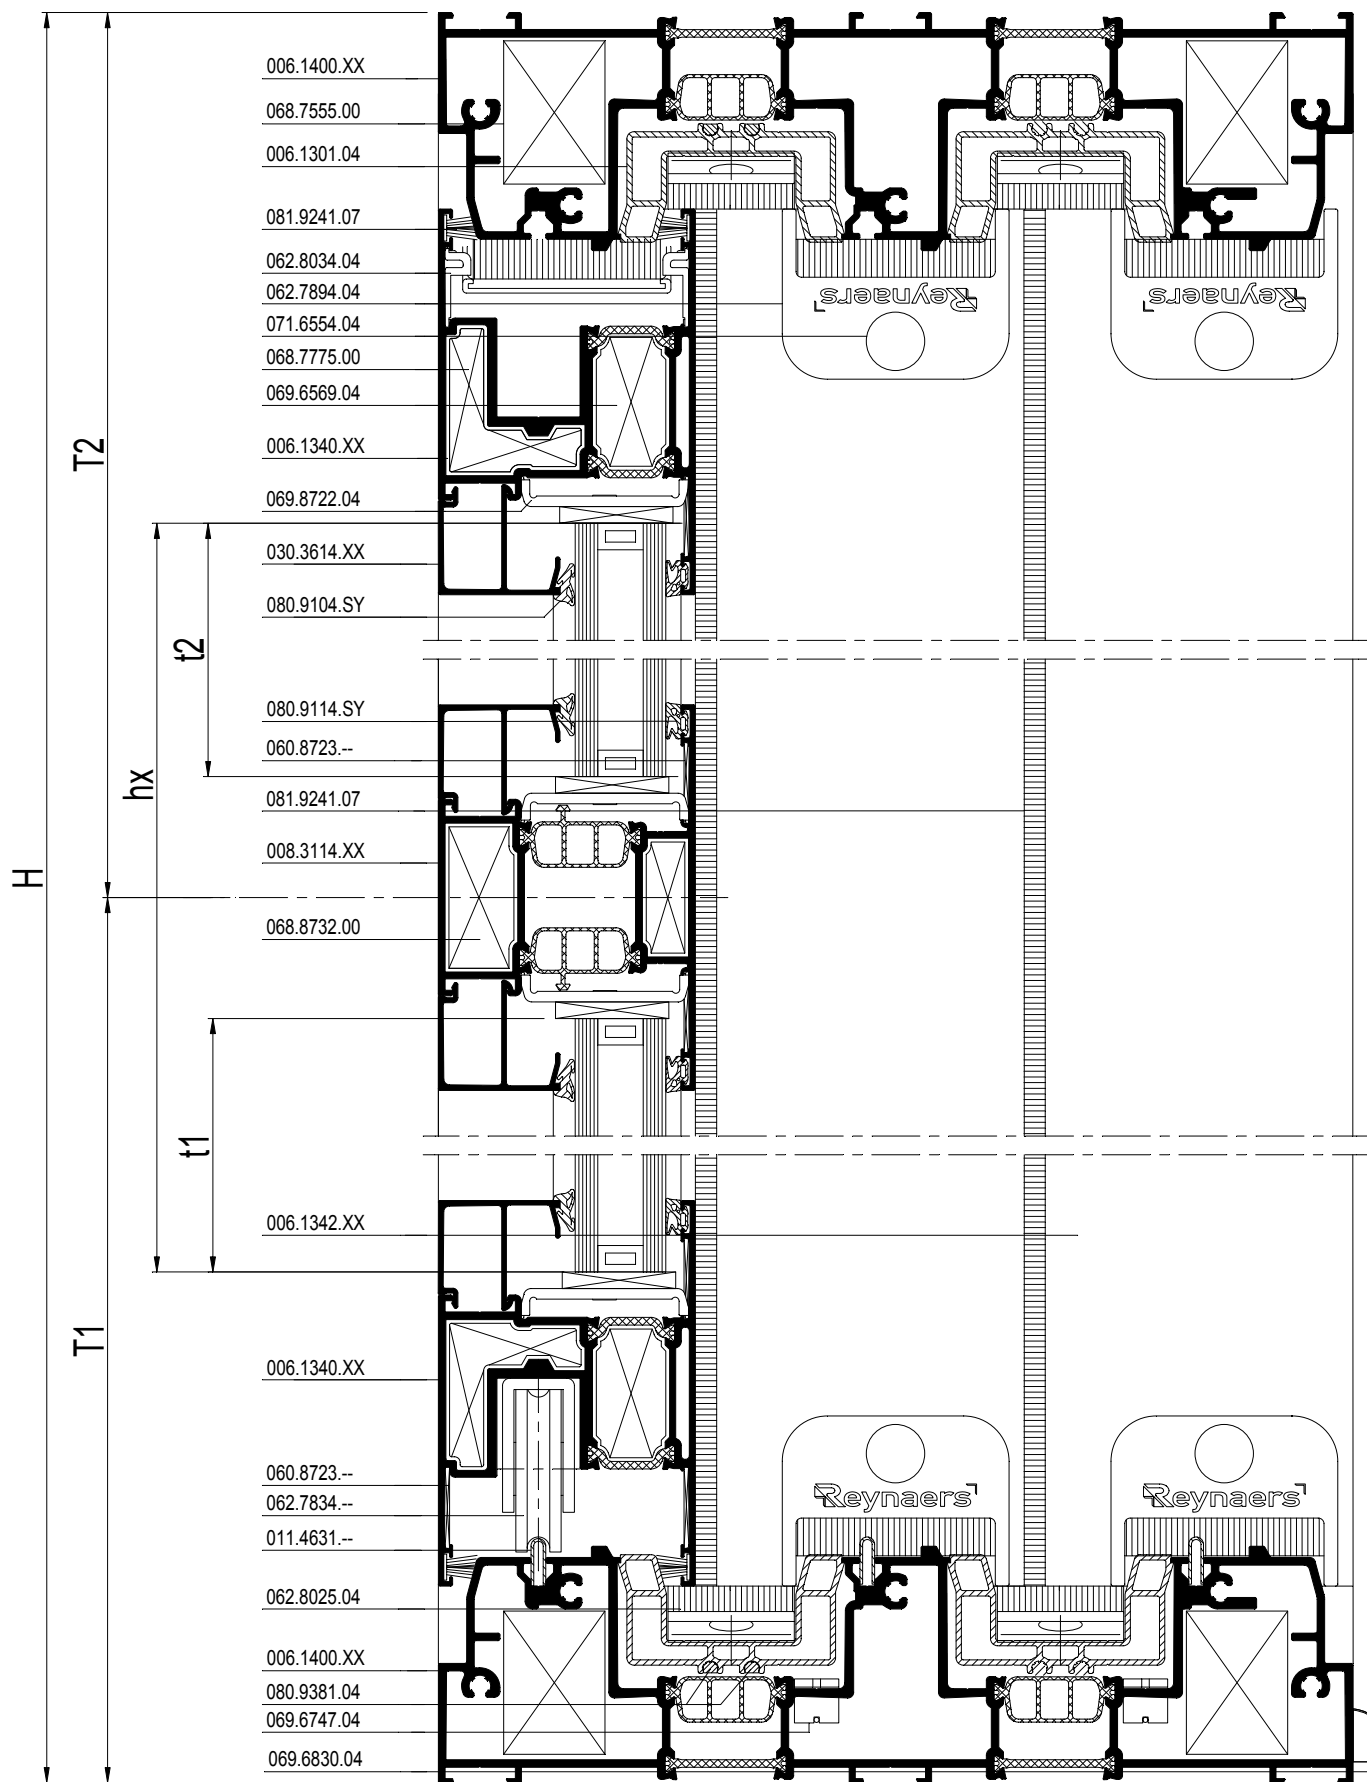 006.1400.XX
068.7555.00
006.1301.04
081.9241.07
062.8034.04
062.7894.04
071.6554.04
068.7775.00
069.6569.04
006.1340.XX
069.8722.04
030.3614.XX
080.9104.SY
080.9114.SY
060.8723.--
081.9241.07
008.3114.XX
068.8732.00
006.1342.XX
006.1340.XX
060.8723.--
062.7834.--
011.4631.--
062.8025.04
006.1400.XX
080.9381.04
069.6747.04
069.6830.04
H
T2
T1
hx
t2
t1
Reynaers
Reynaers
Reynaers
Reynaers